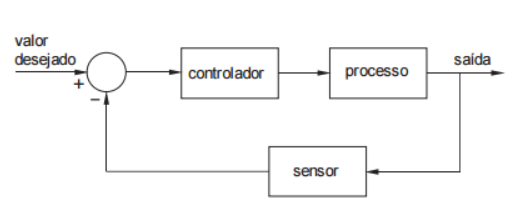 valor
desejado
+
−
controlador
processo
saída
sensor